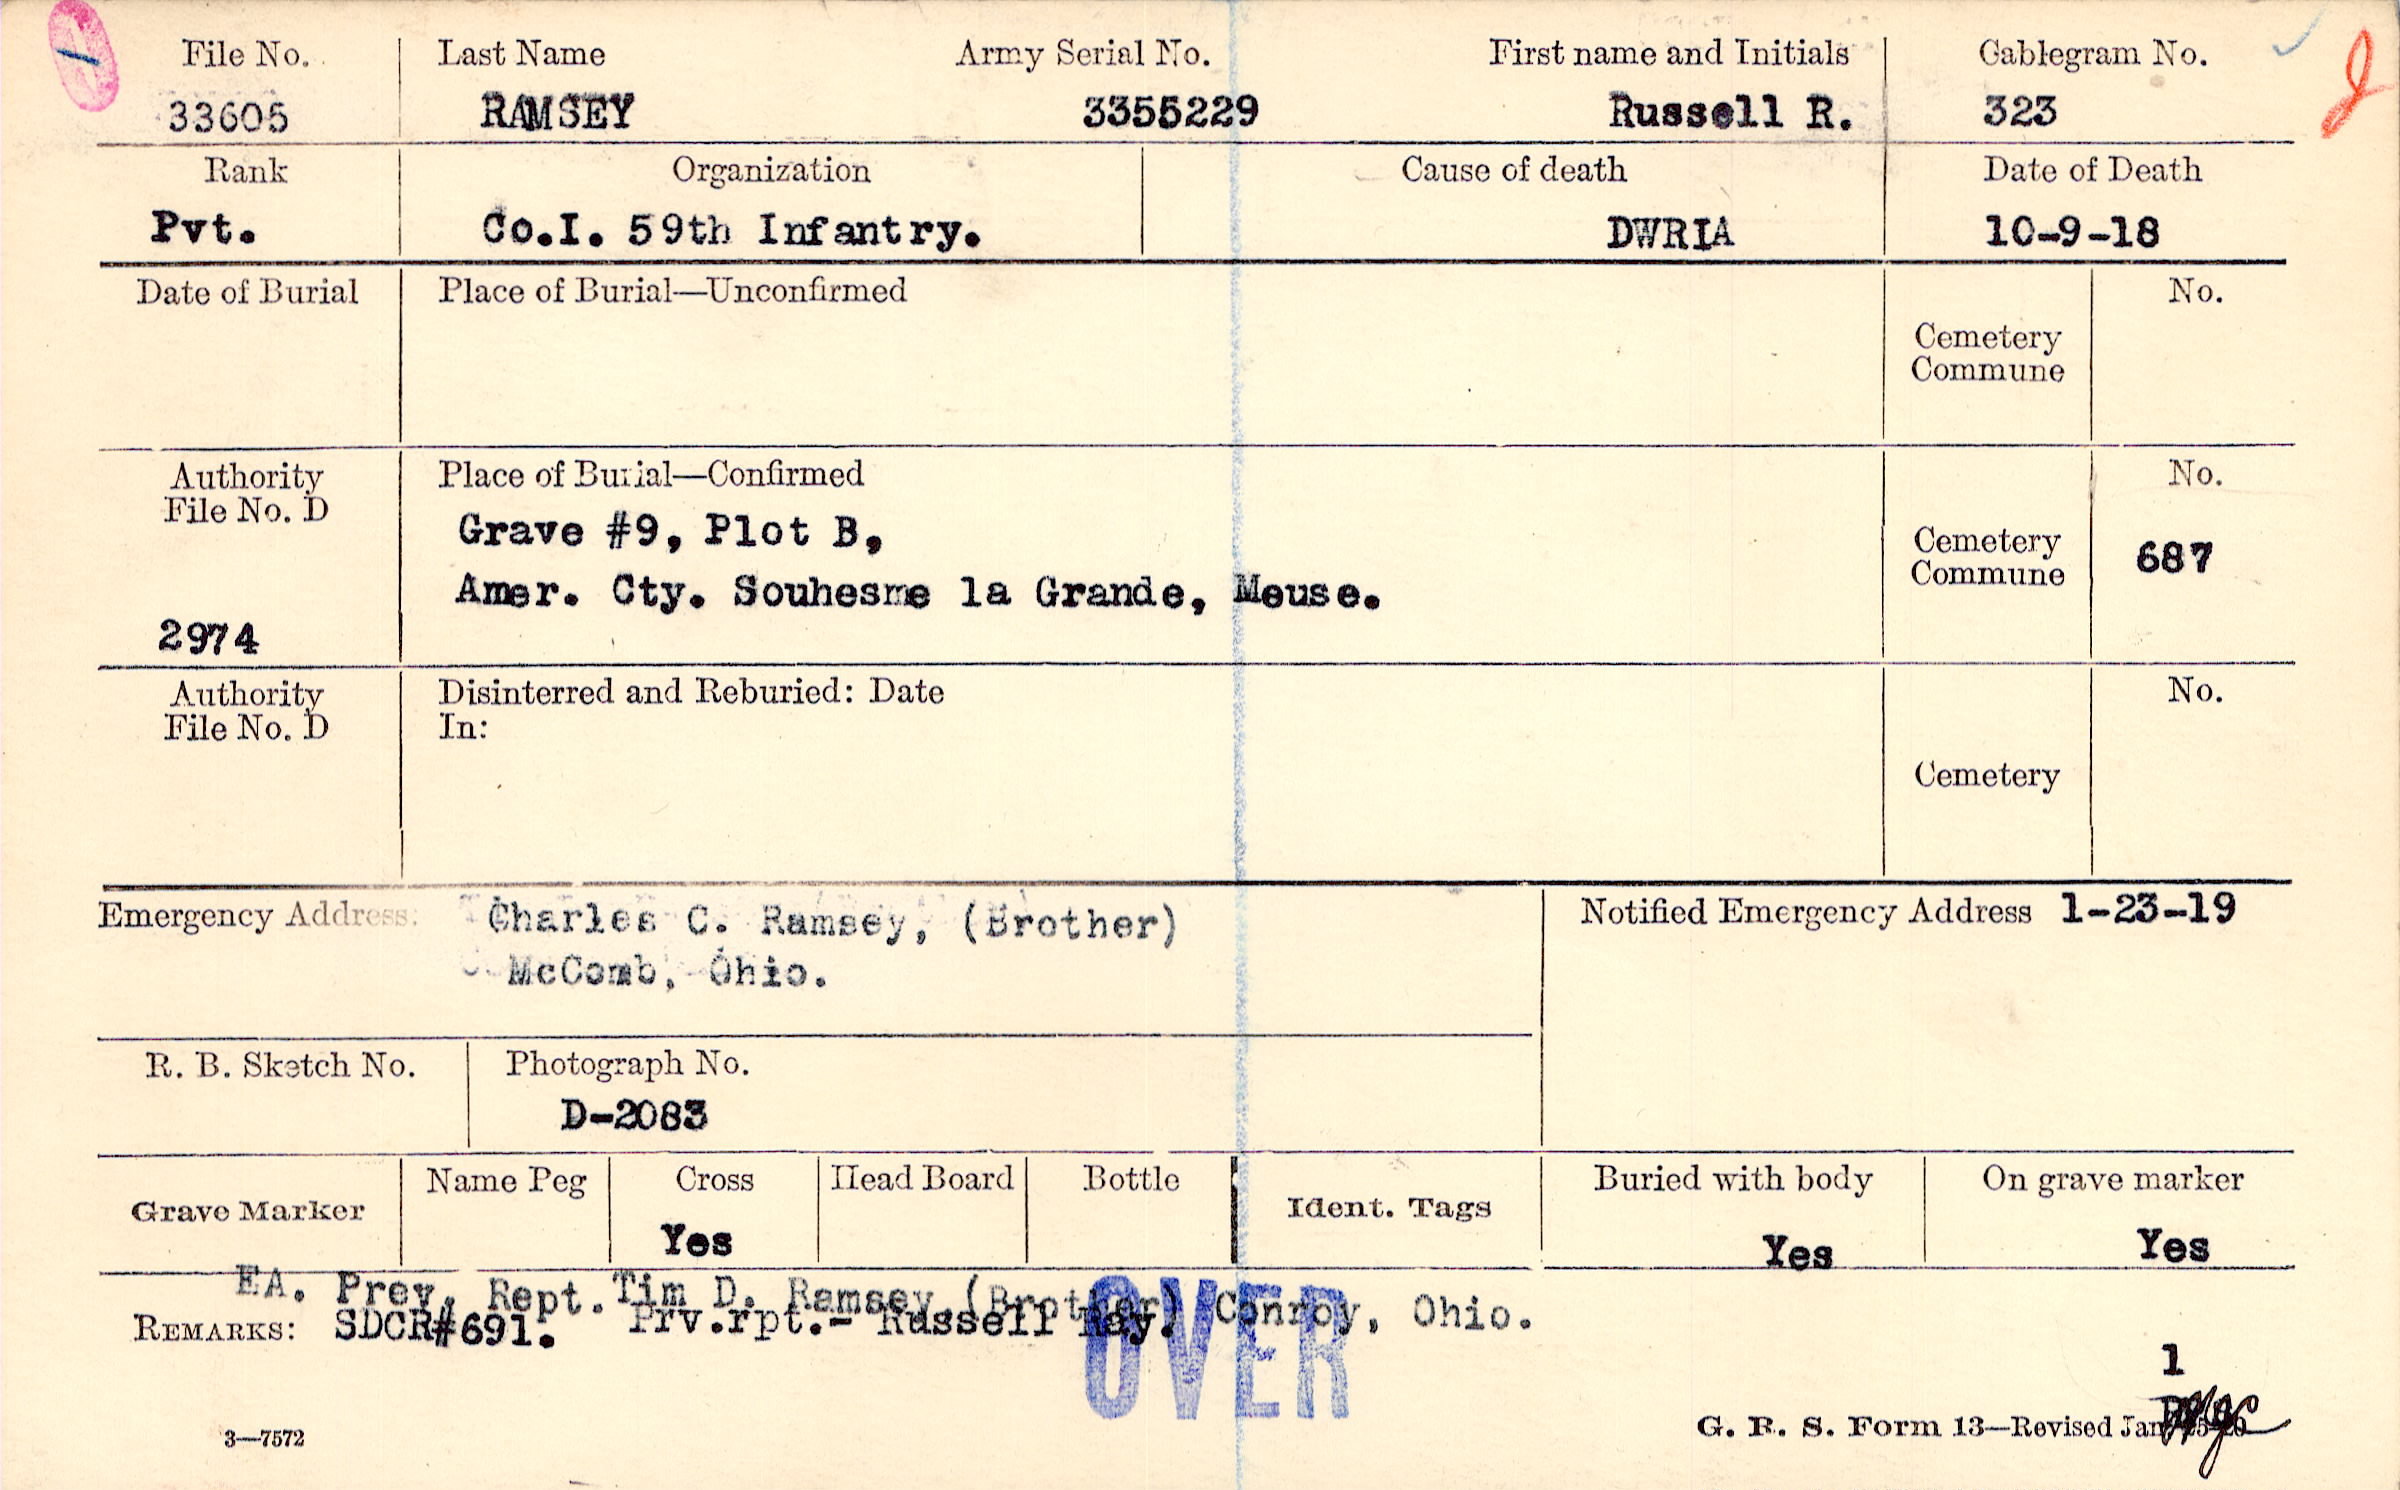 File No. Last Name Army Serial No. First name and Initials Cablegram No.
33605 RAMSEY 3355229 Russell R. 323
Rank Organization Cause of death Date of Death
Pvt. Co.I. 59th Infantry. DWRIA 10-9-18
Date of Burial Place of Burial—Unconfirmed No.
Cemetery
Commune
Authority Place of Burial—Confirmed No.
File No. D
Grave #9, Plot B,
Cemetery
Commune 687
Amer. Cty. Souhesme la Grande, Meuse.
2974
Authority Disinterred and Reburied: Date No.
File No. D In:
Cemetery
Emergency Address: Charles C. Ramsey, (Brother) Notified Emergency Address 1-23-19
McComb, Ohio.
R. B. Sketch No. Photograph No.
D-2083
Grave Marker Name Peg Cross Head Board Bottle Ident. Tags Buried with body On grave marker
Yes Yes Yes
EA. Prev. Rept. Tim D. Ramsey (Brother) Conroy, Ohio.
REMARKS: SDCR#691. Prv.rpt.- Russell Ray.
OVER
1
3—7572 G. R. S. Form 13—Revised Jan